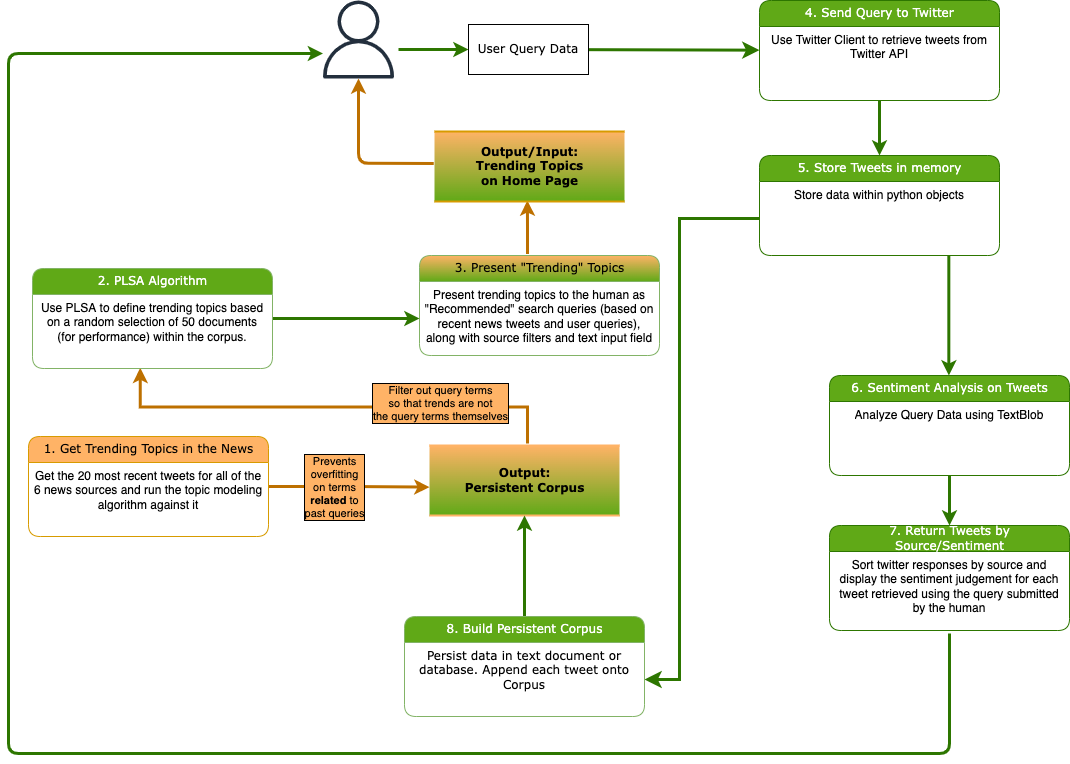 User Query Data
4. Send Query to Twitter
Use Twitter Client to retrieve tweets from
Twitter API
Output/Input:
Trending Topics
on Home Page
5. Store Tweets in memory
Store data within python objects
2. PLSA Algorithm
Use PLSA to define trending topics based
on a random selection of 50 documents
(for performance) within the corpus.
3. Present "Trending" Topics
Present trending topics to the human as
"Recommended" search queries (based on
recent news tweets and user queries),
along with source filters and text input field
6. Sentiment Analysis on Tweets
Analyze Query Data using TextBlob
Filter out query terms
so that trends are not
the query terms themselves
1. Get Trending Topics in the News
Get the 20 most recent tweets for all of the
6 news sources and run the topic modeling
algorithm against it
Prevents
overfitting
on terms
related to
past queries
Output:
Persistent Corpus
7. Return Tweets by
Source/Sentiment
Sort twitter responses by source and
display the sentiment judgement for each
tweet retrieved using the query submitted
by the human
8. Build Persistent Corpus
Persist data in text document or
database. Append each tweet onto
Corpus